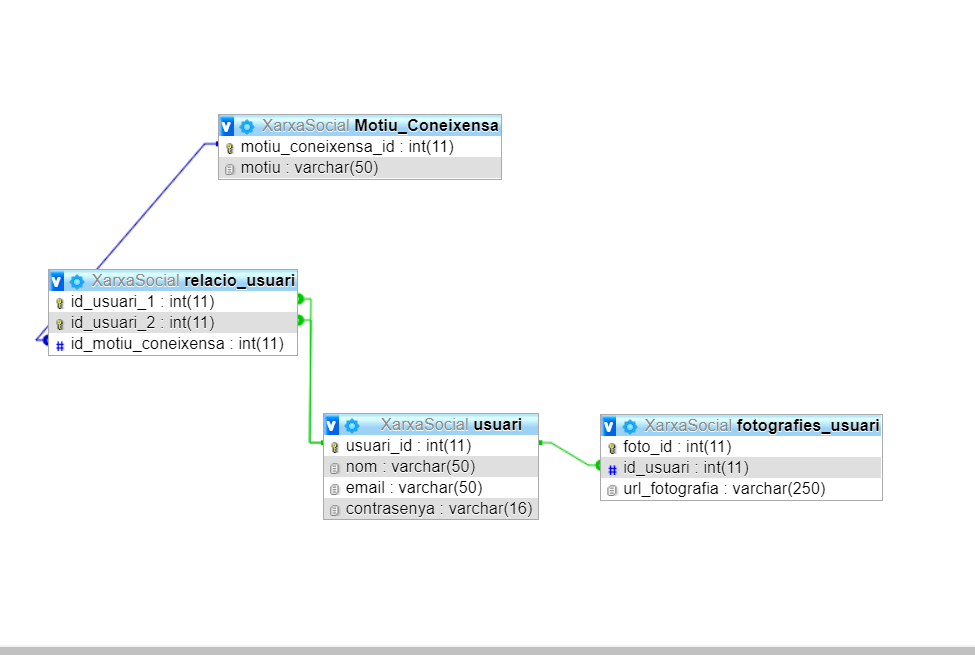 v XarxaSocial Motiu_Coneixensa
motiu_coneixensa_id : int(11)
motiu : varchar(50)
v XarxaSocial relacio_usuari
id_usuari_1 : int(11)
id_usuari_2 : int(11)
# id_motiu_coneixensa : int(11)
v XarxaSocial usuari
usuari_id : int(11)
nom : varchar(50)
email : varchar(50)
contrasenya : varchar(16)
v XarxaSocial fotografies_usuari
foto_id : int(11)
# id_usuari : int(11)
url_fotografia : varchar(250)